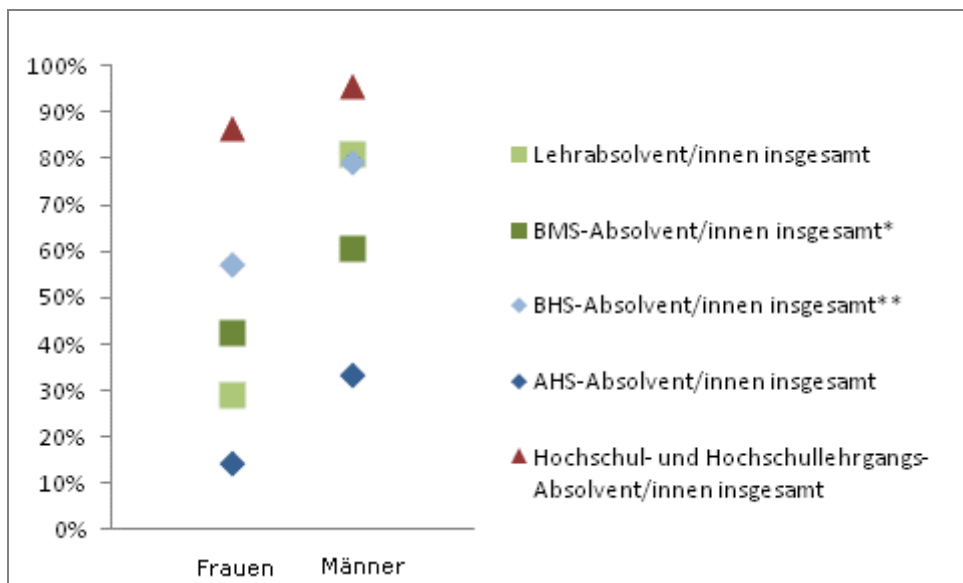 100%
90%
80%
70%
60%
50%
40%
30%
20%
10%
0%
Frauen
Männer
Lehrabsolvent/innen insgesamt
BMS-Absolvent/innen insgesamt*
BHS-Absolvent/innen insgesamt**
AHS-Absolvent/innen insgesamt
Hochschul- und Hochschullehrgangs-
Absolvent/innen insgesamt